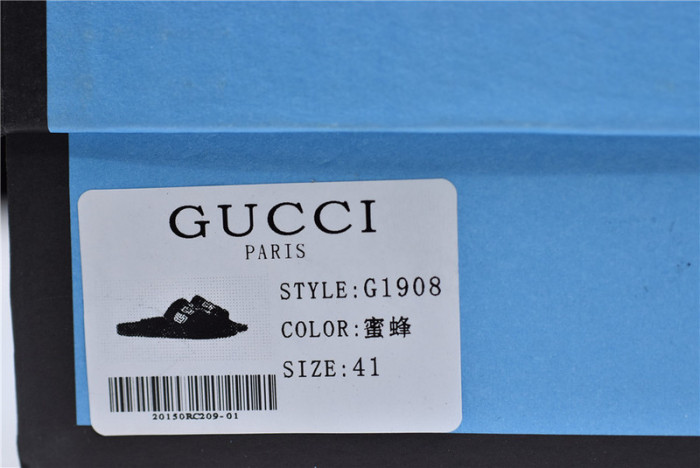 GUCCI
PARIS
STYLE:G1908
COLOR:蜜蜂
SIZE:41
20150RC209-01